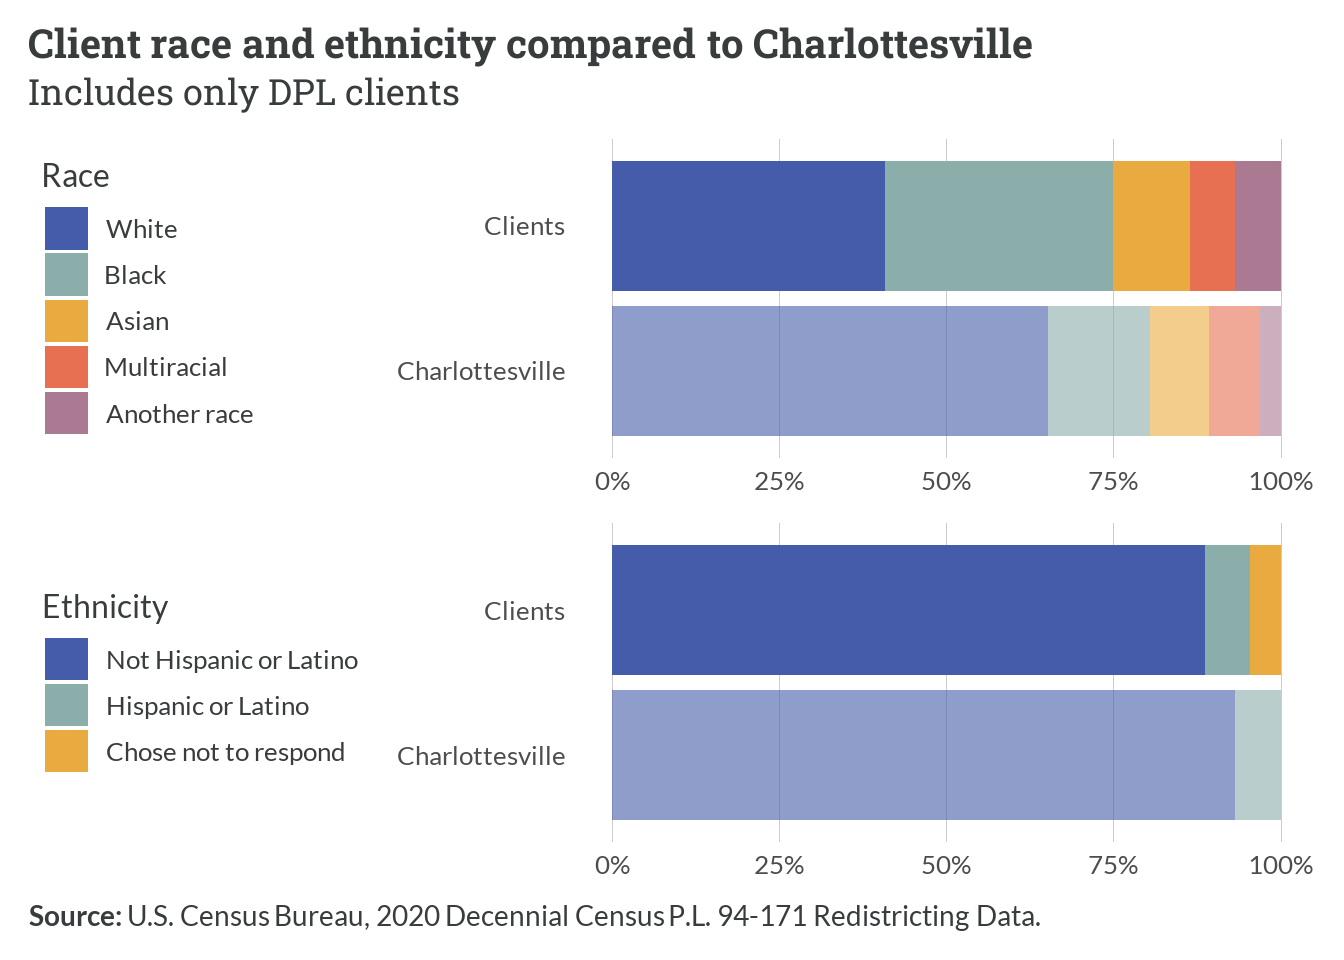 Client race and ethnicity compared to Charlottesville
Includes only DPL clients
Race
White
Black
Asian
Multiracial
Another race
Clients
Charlottesville
0% 25% 50% 75% 100%
Ethnicity
Not Hispanic or Latino
Hispanic or Latino
Chose not to respond
Clients
Charlottesville
0% 25% 50% 75% 100%
Source: U.S. Census Bureau, 2020 Decennial Census P.L. 94-171 Redistricting Data.